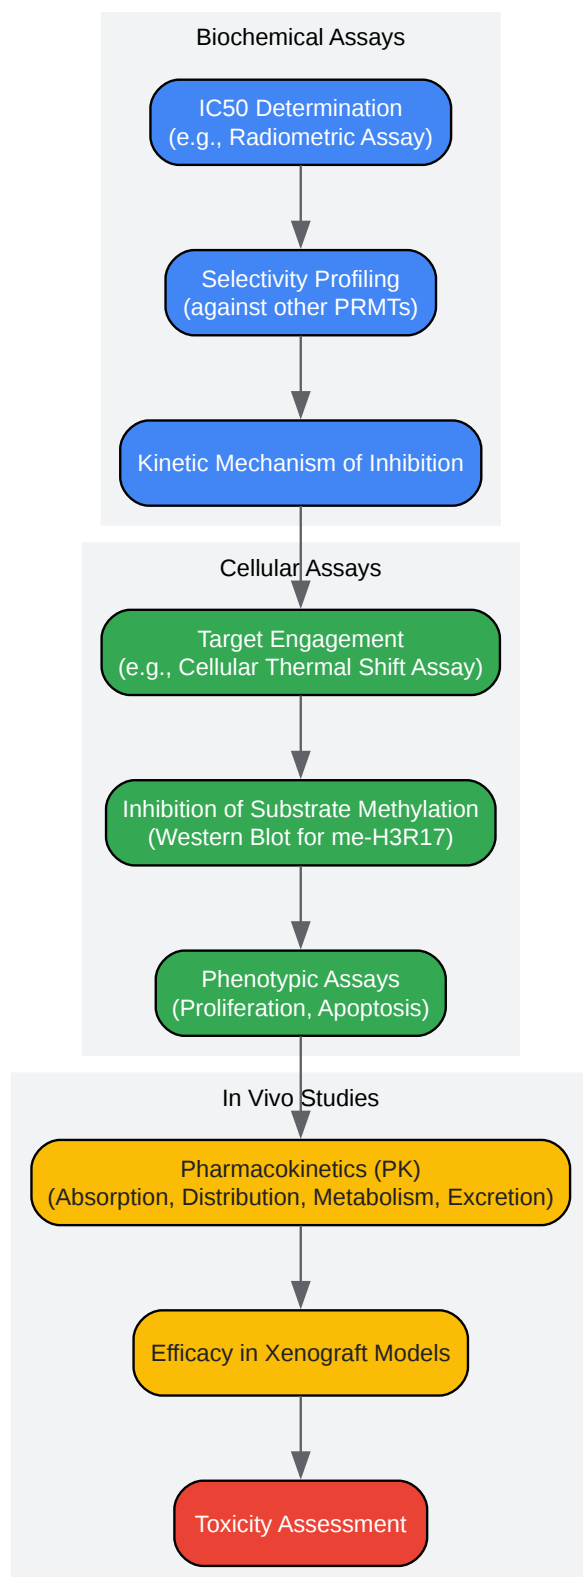 Biochemical Assays
IC50 Determination
(e.g., Radiometric Assay)
Selectivity Profiling
(against other PRMTs)
Kinetic Mechanism of Inhibition
Cellular Assays
Target Engagement
(e.g., Cellular Thermal Shift Assay)
Inhibition of Substrate Methylation
(Western Blot for me-H3R17)
Phenotypic Assays
(Proliferation, Apoptosis)
In Vivo Studies
Pharmacokinetics (PK)
(Absorption, Distribution, Metabolism, Excretion)
Efficacy in Xenograft Models
Toxicity Assessment